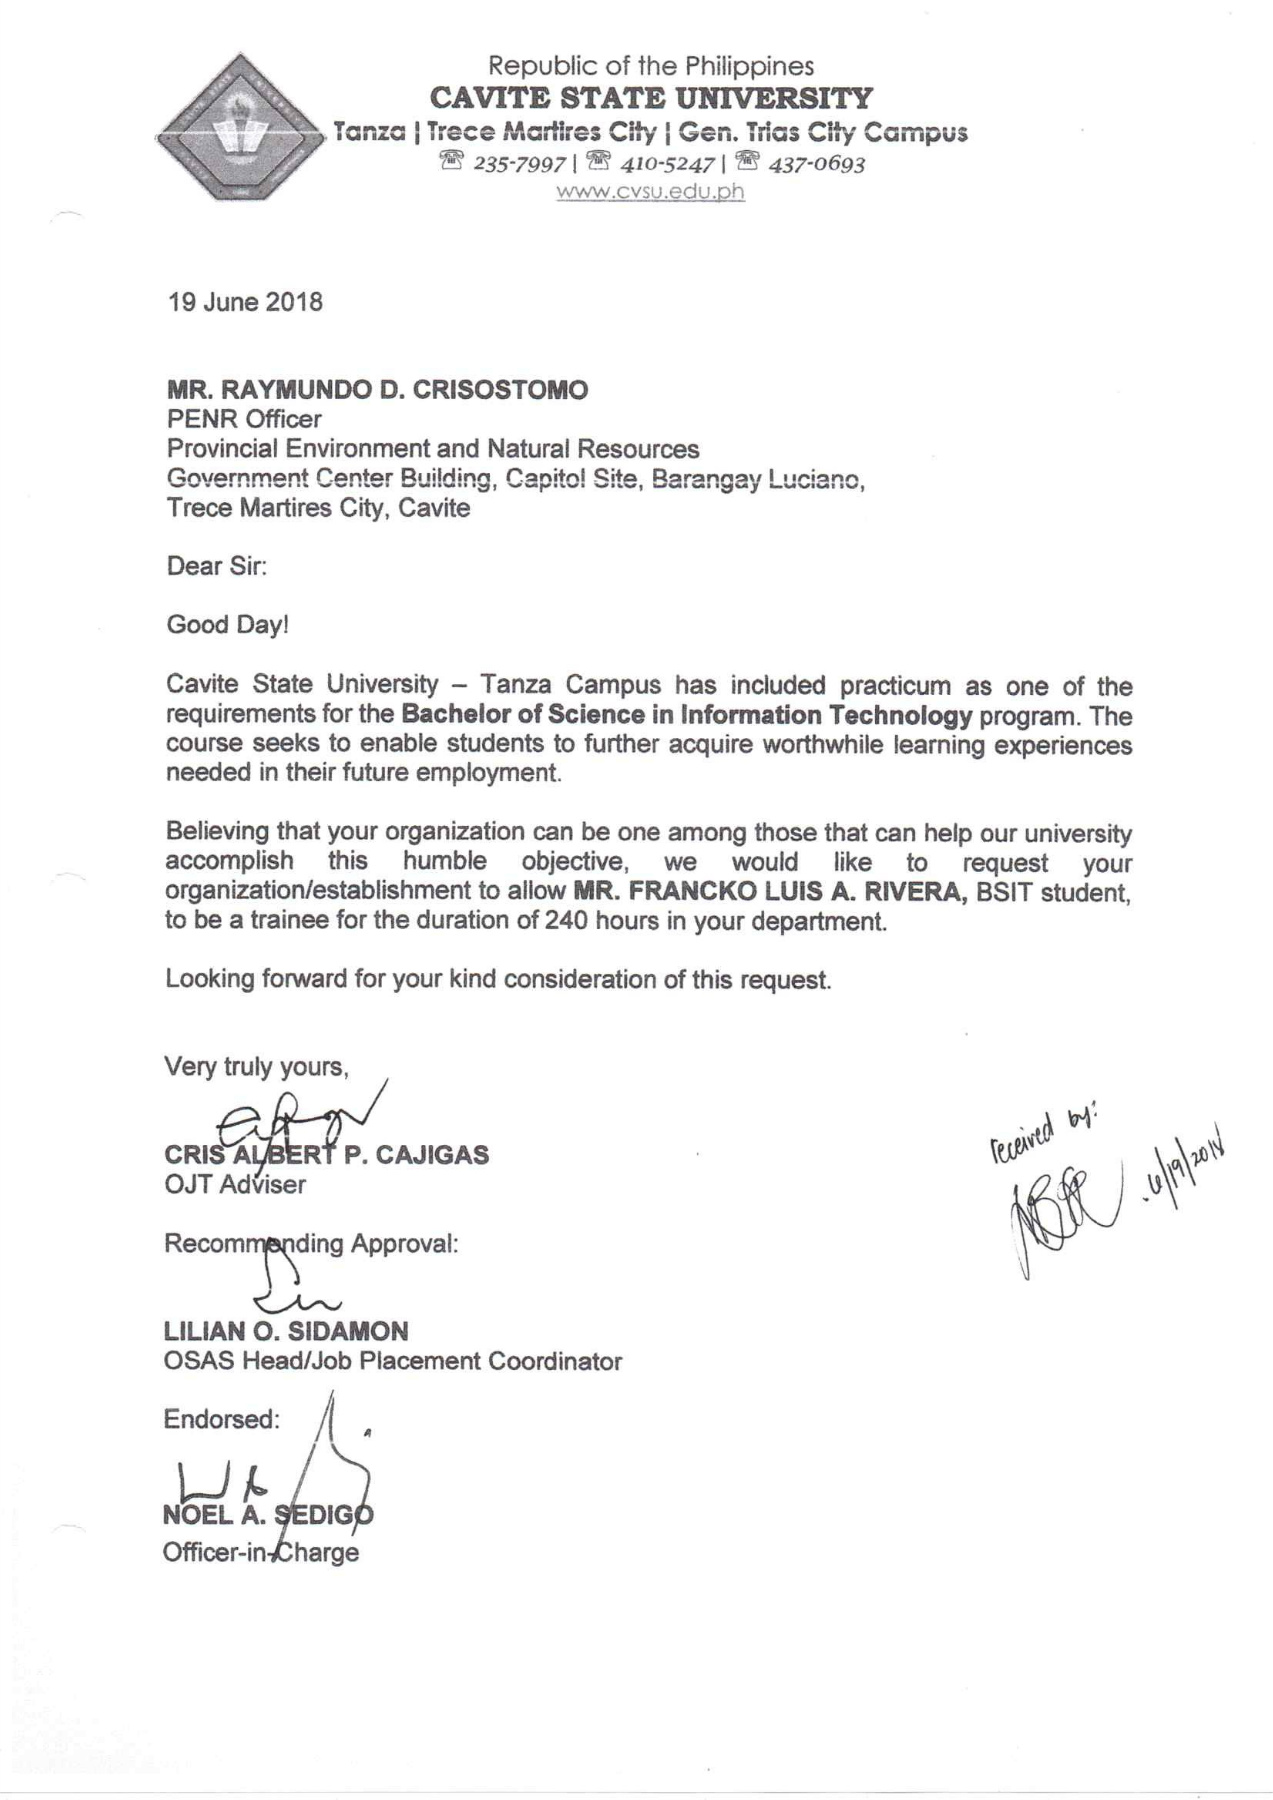 Republic of the Philippines
CAVITE STATE UNIVERSITY
Tanza | Trece Martires City | Gen. Trias City Campus
☏ 235-7997 | ☏ 410-5247 | ☏ 437-0693
www.cvsu.edu.ph
19 June 2018
MR. RAYMUNDO D. CRISOSTOMO
PENR Officer
Provincial Environment and Natural Resources
Government Center Building, Capitol Site, Barangay Luciano,
Trece Martires City, Cavite
Dear Sir:
Good Day!
Cavite State University – Tanza Campus has included practicum as one of the
requirements for the Bachelor of Science in Information Technology program. The
course seeks to enable students to further acquire worthwhile learning experiences
needed in their future employment.
Believing that your organization can be one among those that can help our university
accomplish this humble objective, we would like to request your
organization/establishment to allow MR. FRANCKO LUIS A. RIVERA, BSIT student,
to be a trainee for the duration of 240 hours in your department.
Looking forward for your kind consideration of this request.
Very truly yours,
CRIS ALBERT P. CAJIGAS
OJT Adviser
received by:
6/19/2018
Recommending Approval:
LILIAN O. SIDAMON
OSAS Head/Job Placement Coordinator
Endorsed:
NOEL A. SEDIGO
Officer-in-Charge